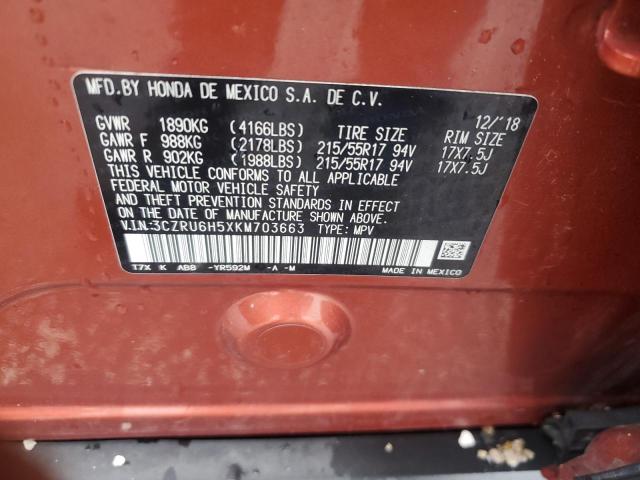 MFD.BY HONDA DE MEXICO S.A. DE C.V.
12/'18
GVWR 1890KG (4166LBS) TIRE SIZE RIM SIZE
GAWR F 988KG (2178LBS) 215/55R17 94V 17X7.5J
GAWR R 902KG (1988LBS) 215/55R17 94V 17X7.5J
THIS VEHICLE CONFORMS TO ALL APPLICABLE
FEDERAL MOTOR VEHICLE SAFETY
AND THEFT PREVENTION STANDARDS IN EFFECT ON
THE DATE OF MANUFACTURE SHOWN ABOVE.
V.I.N:3CZRU6H5XKM703663 TYPE: MPV
T7X K ABB -YR592M -A -M MADE IN MEXICO